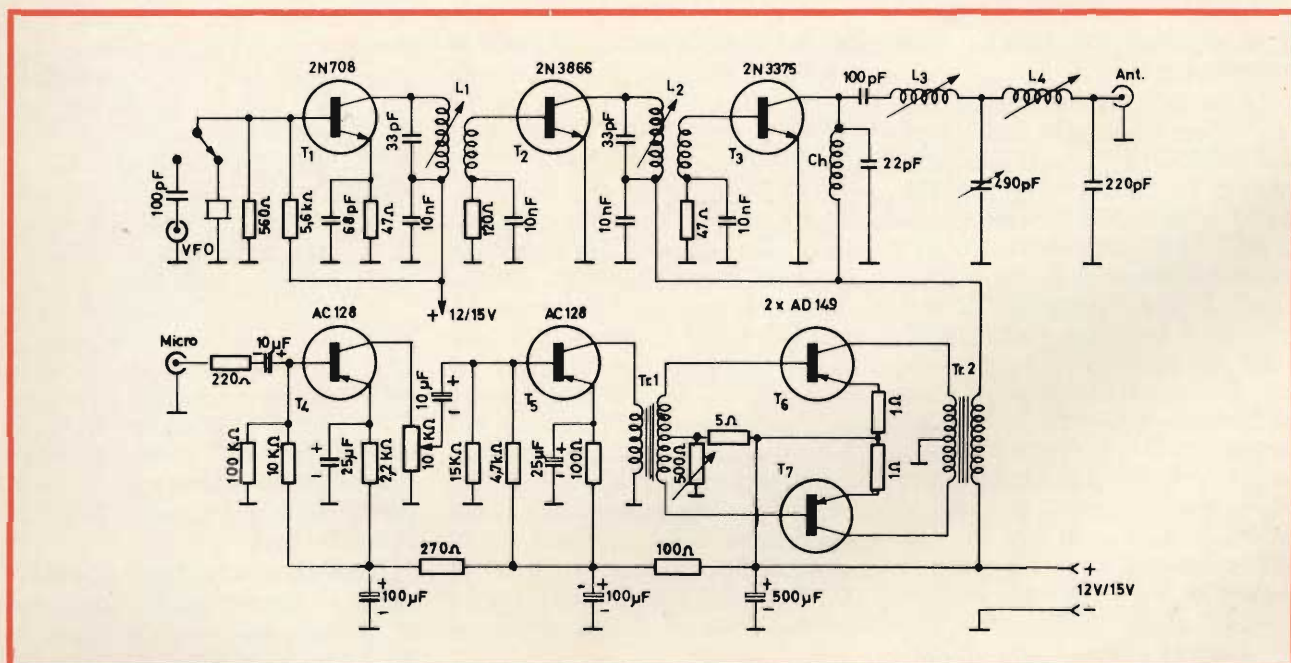 2N708
2N3866
2N3375
100pF
L3
L4
Ant.
33pF
L1
33pF
L2
T1
T2
T3
Ch
22pF
490pF
220pF
100pF
VFO
560Ω
5,6kΩ
68pF
47Ω
10nF
120Ω
10nF
10nF
47Ω
10nF
+ 12/15V
2 x AD149
Micro
10µF
- +
AC128
AC128
220Ω
T4
10µF
+
-
T5
Tr.1
T6
Tr.2
1Ω
5Ω
500Ω
T7
1Ω
100KΩ
10KΩ
+
-
25µF
2,2KΩ
10KΩ
15KΩ
4,7kΩ
+
-
25µF
100Ω
270Ω
100Ω
+
-
100µF
+
-
100µF
+
-
500µF
+
12V/15V
-